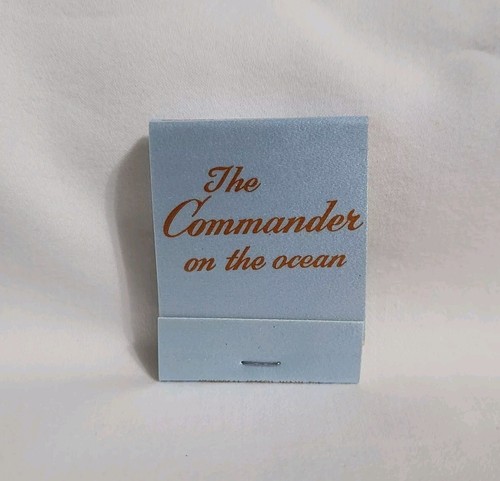 The
Commander
on the ocean